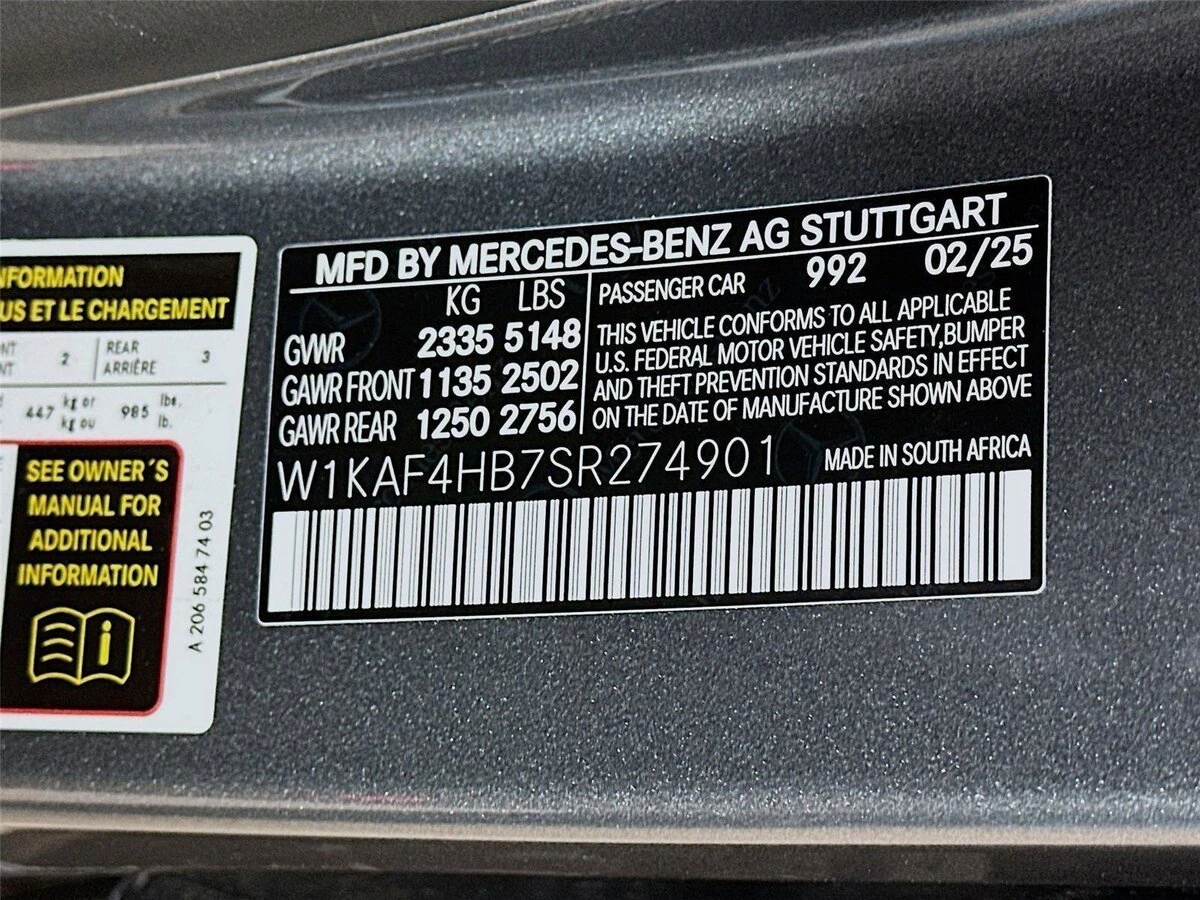 NFORMATION
US ET LE CHARGEMENT
NT 2 REAR 3
NT ARRIÈRE
447 kg or 985 lbs.
kg ou lb.
SEE OWNER´S
MANUAL FOR
ADDITIONAL
INFORMATION
A 206 584 74 03
MFD BY MERCEDES-BENZ AG STUTTGART
KG LBS
GVWR 2335 5148
GAWR FRONT 1135 2502
GAWR REAR 1250 2756
PASSENGER CAR 992 02/25
THIS VEHICLE CONFORMS TO ALL APPLICABLE
U.S. FEDERAL MOTOR VEHICLE SAFETY,BUMPER
AND THEFT PREVENTION STANDARDS IN EFFECT
ON THE DATE OF MANUFACTURE SHOWN ABOVE
W1KAF4HB7SR274901
MADE IN SOUTH AFRICA